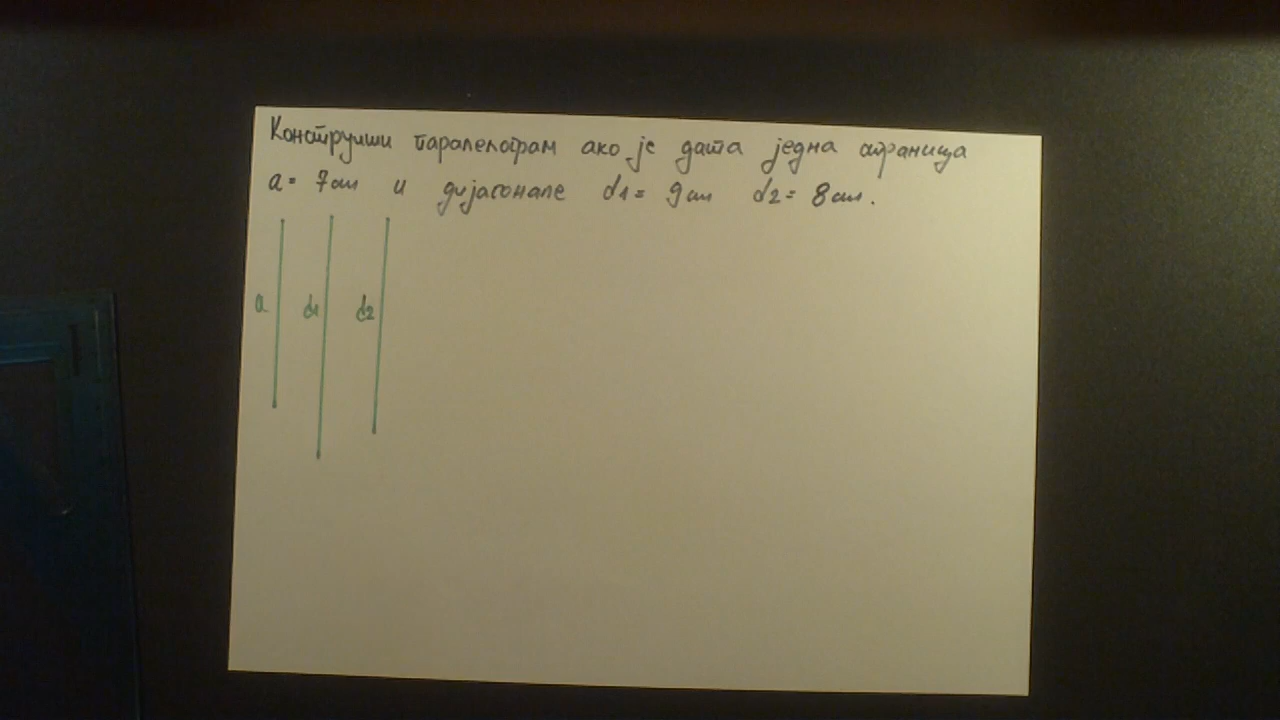 Конструиши паралелограм ако је дата једна страница
a = 7cm и дијагонале d1 = 9cm d2 = 8cm.
a d1 d2